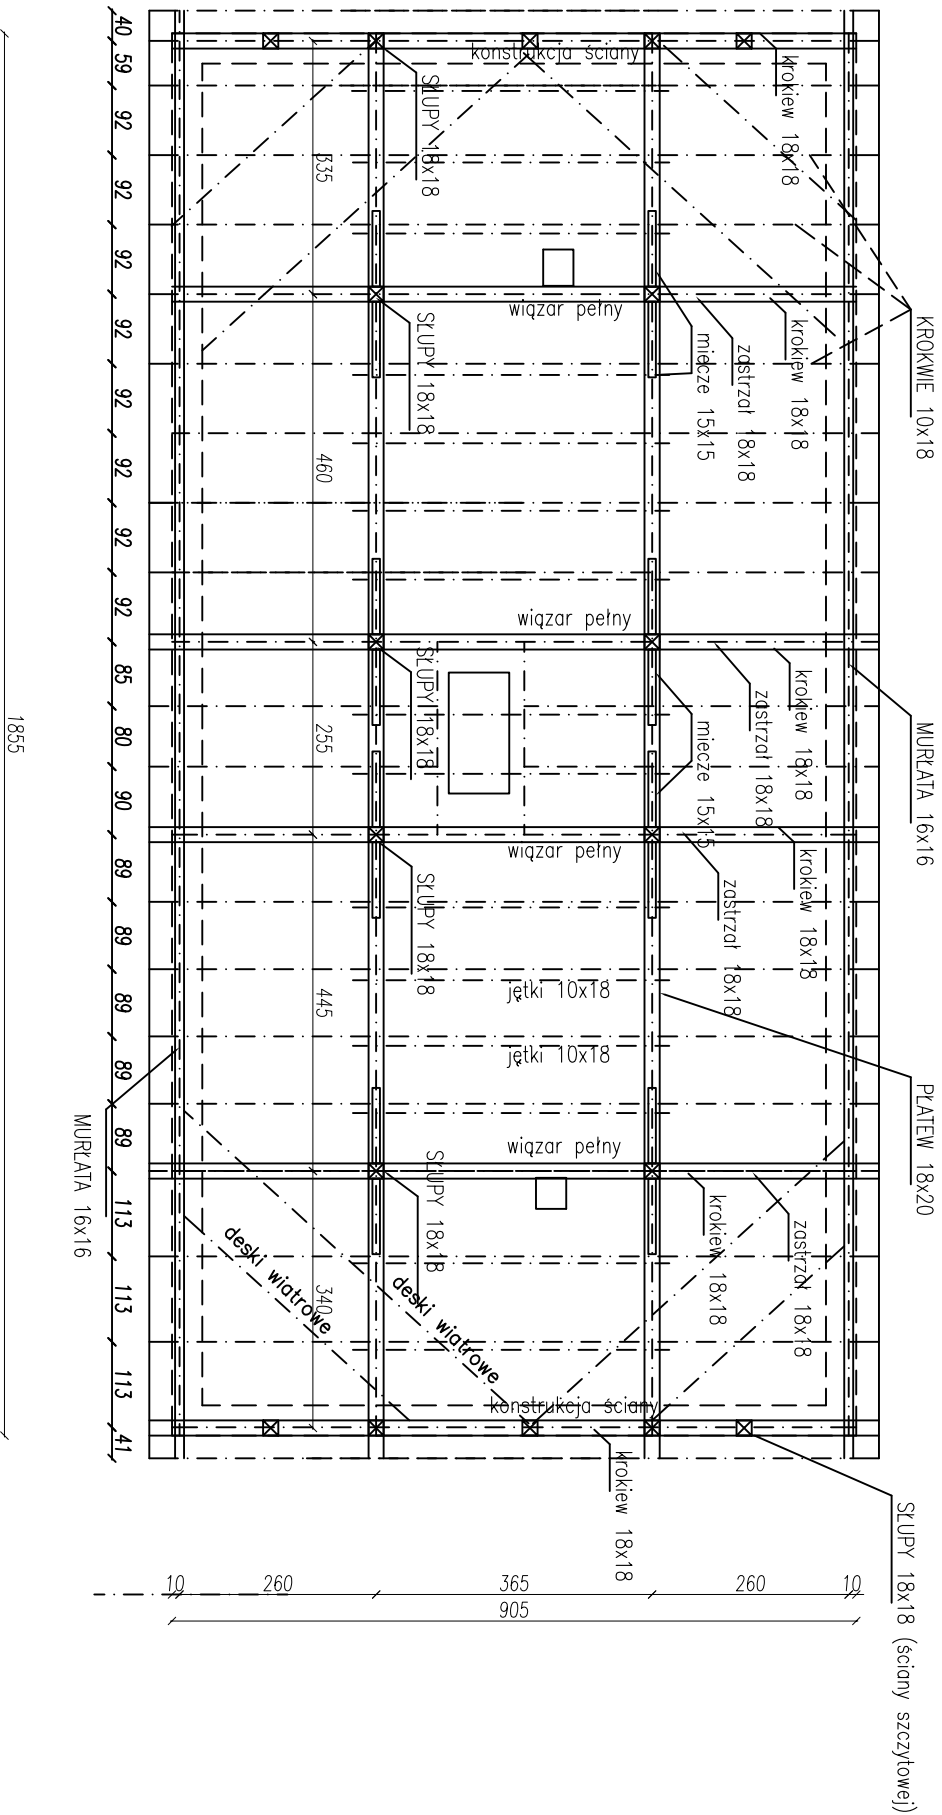 40
59
92
92
92
92
92
92
92
92
85
80
90
89
89
89
89
89
113
113
113
41
1855
335
460
255
445
340
konstrukcja ściany
krokiew 18x18
SŁUPY 18x18
KROKWIE 10x18
wiązar pełny
krokiew 18x18
zastrzał 18x18
miecze 15x15
SŁUPY 18x18
wiązar pełny
krokiew 18x18
zastrzał 18x18
miecze 15x15
SŁUPY 18x18
MURŁATA 16x16
wiązar pełny
krokiew 18x18
zastrzał 18x18
SŁUPY 18x18
jętki 10x18
jętki 10x18
PŁATEW 18x20
MURŁATA 16x16
wiązar pełny
SŁUPY 18x18
krokiew 18x18
zastrzał 18x18
deski wiatrowe
deski wiatrowe
konstrukcja ściany
krokiew 18x18
SŁUPY 18x18 (ściany szczytowej)
10
260
365
260
10
905